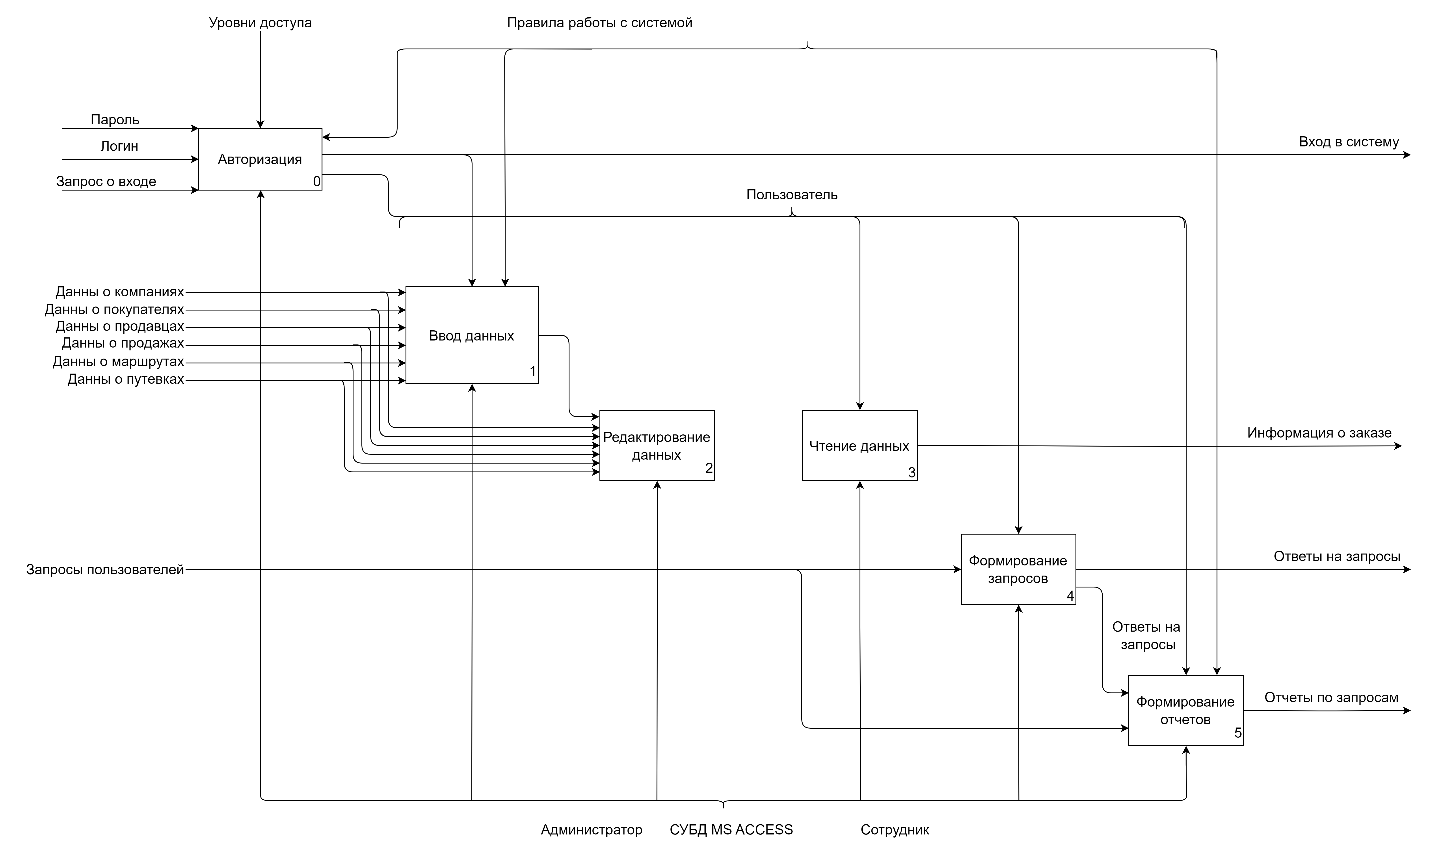 Уровни доступа
Правила работы с системой
Пароль
Логин
Запрос о входе
Авторизация
0
Вход в систему
Пользователь
Данны о компаниях
Данны о покупателях
Данны о продавцах
Данны о продажах
Данны о маршрутах
Данны о путевках
Ввод данных
1
Редактирование
данных
2
Чтение данных
3
Информация о заказе
Запросы пользователей
Формирование
запросов
4
Ответы на запросы
Ответы на
запросы
Формирование
отчетов
5
Отчеты по запросам
Администратор
СУБД MS ACCESS
Сотрудник